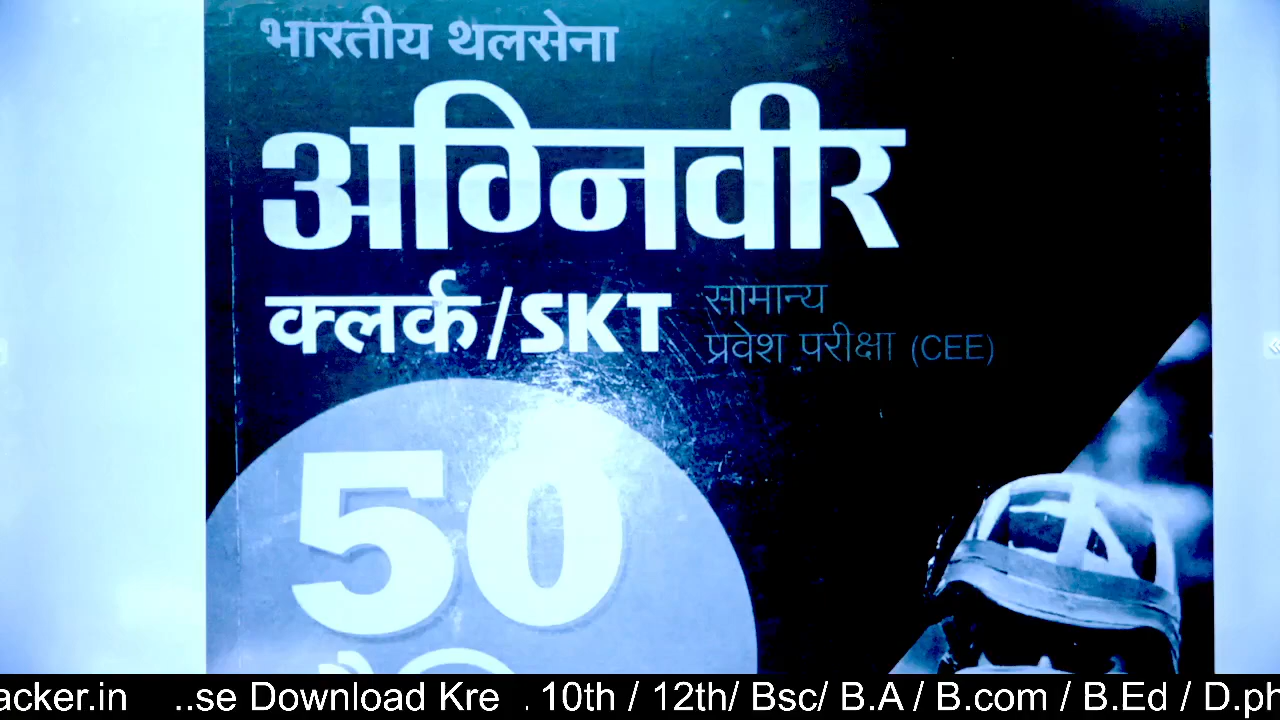 भारतीय थलसेना
अग्निवीर
क्लर्क/SKT सामान्य
प्रवेश परीक्षा (CEE)
50
acker.in ..se Download Kre . 10th / 12th/ Bsc/ B.A / B.com / B.Ed / D.ph